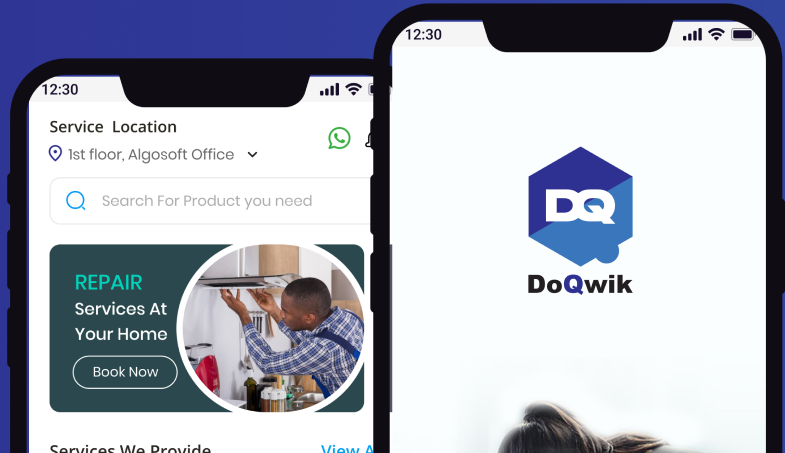 12:30
Service Location
1st floor, Algosoft Office
Search For Product you need
REPAIR
Services At
Your Home
Book Now
Services We Provide
View A
12:30
DQ
DoQwik